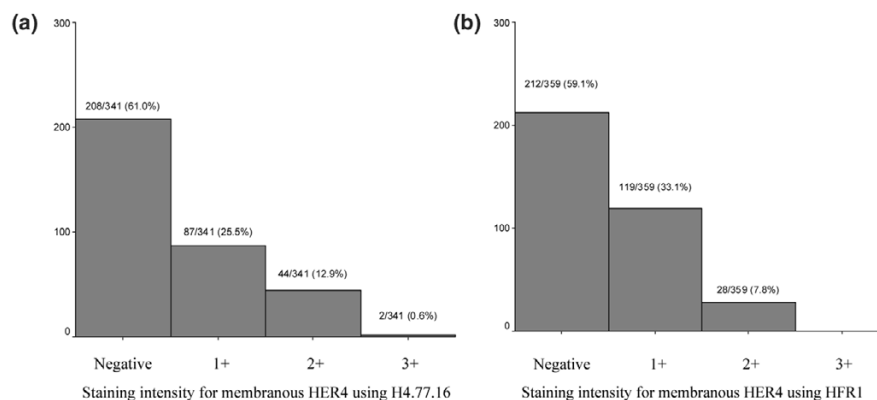 (a)
300
208/341 (61.0%)
200
87/341 (25.5%)
100
44/341 (12.9%)
2/341 (0.6%)
0
Negative 1+ 2+ 3+
Staining intensity for membranous HER4 using H4.77.16
(b)
300
212/359 (59.1%)
200
119/359 (33.1%)
100
28/359 (7.8%)
0
Negative 1+ 2+ 3+
Staining intensity for membranous HER4 using HFR1